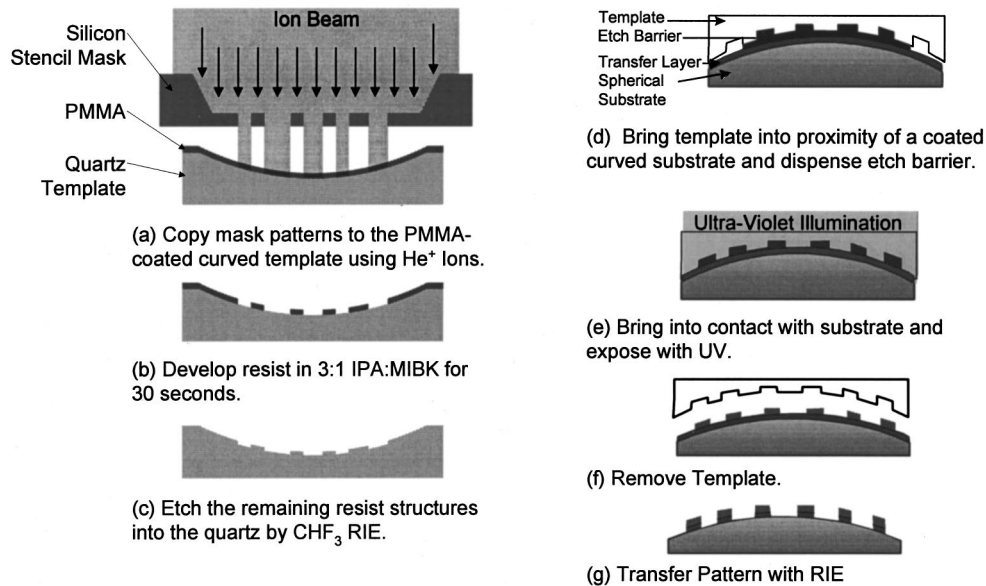 Ion Beam
Silicon
Stencil Mask
PMMA
Quartz
Template
(a) Copy mask patterns to the PMMA-
coated curved template using He⁺ Ions.
(b) Develop resist in 3:1 IPA:MIBK for
30 seconds.
(c) Etch the remaining resist structures
into the quartz by CHF₃ RIE.
Template
Etch Barrier
Transfer Layer
Spherical
Substrate
(d) Bring template into proximity of a coated
curved substrate and dispense etch barrier.
Ultra-Violet Illumination
(e) Bring into contact with substrate and
expose with UV.
(f) Remove Template.
(g) Transfer Pattern with RIE